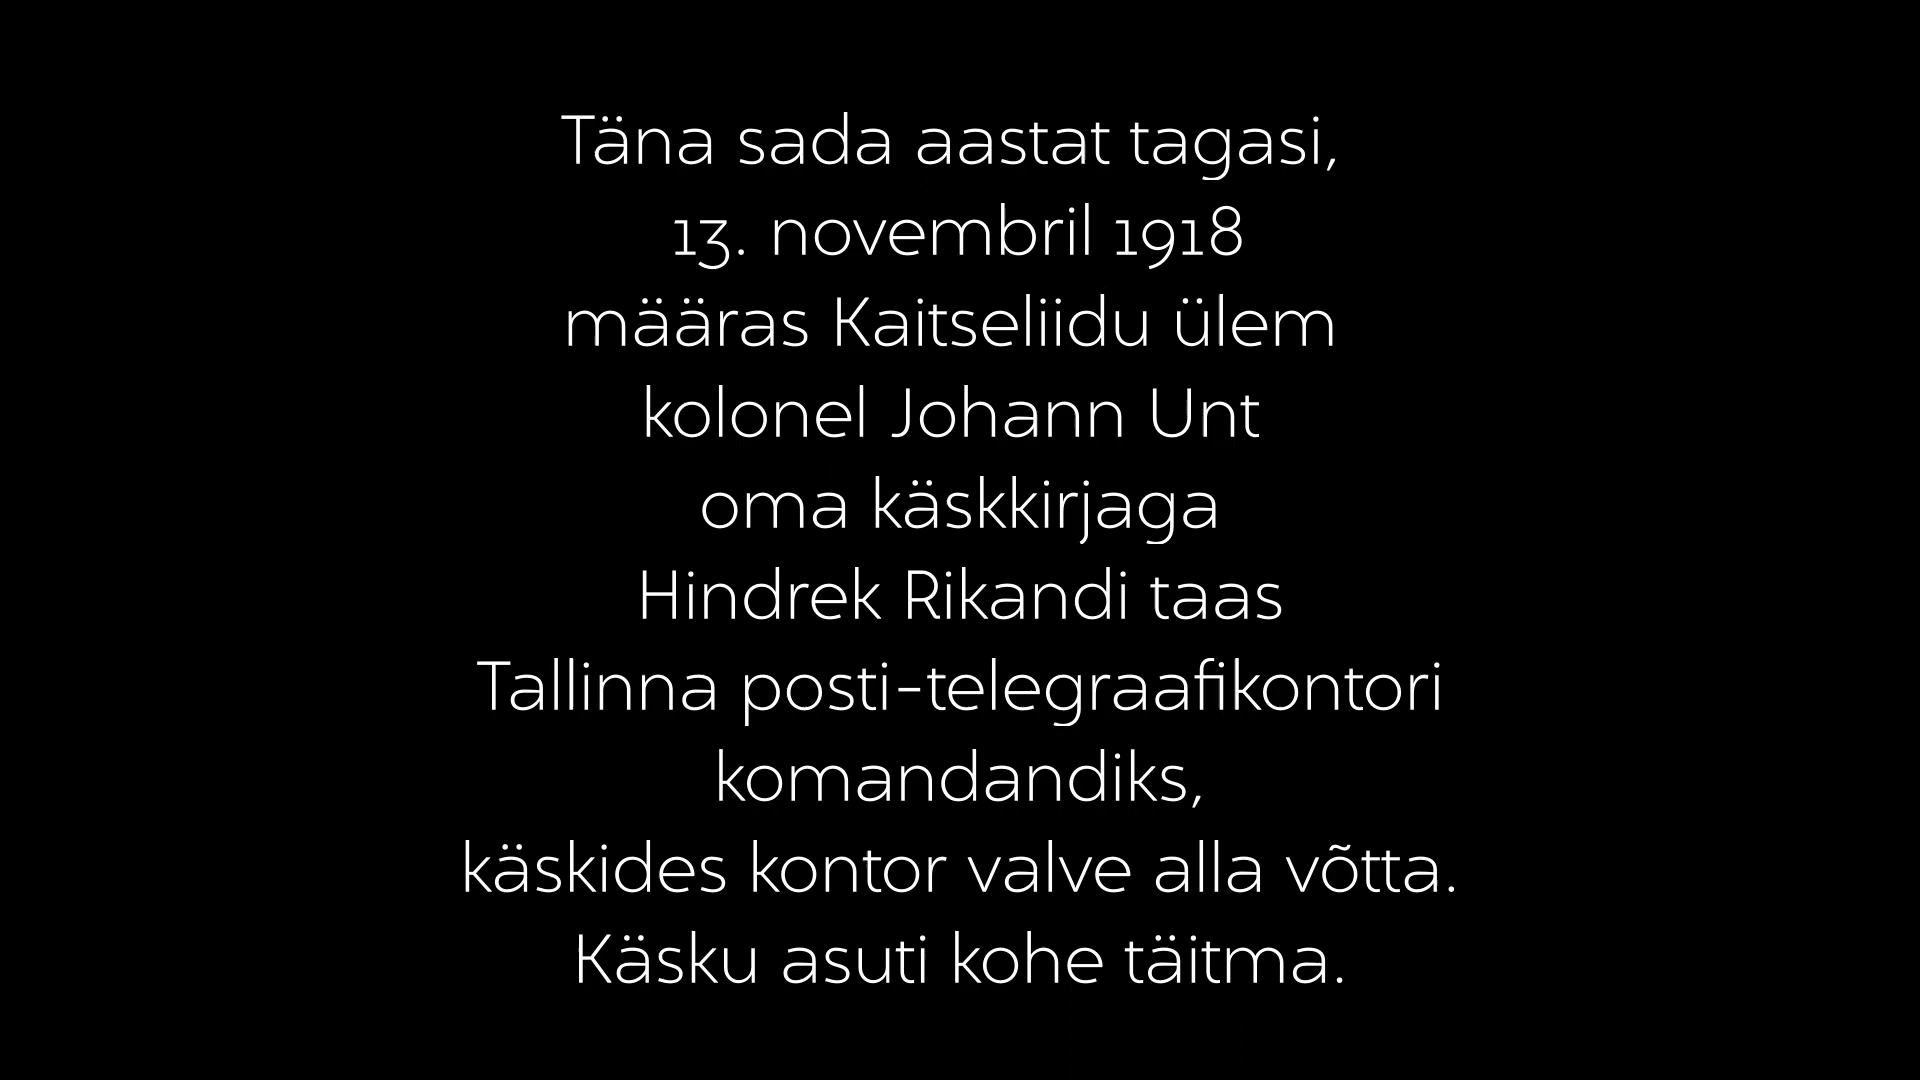 Täna sada aastat tagasi,
13. novembril 1918
määras Kaitseliidu ülem
kolonel Johann Unt
oma käskkirjaga
Hindrek Rikandi taas
Tallinna posti-telegraafikontori
komandandiks,
käskides kontor valve alla võtta.
Käsku asuti kohe täitma.